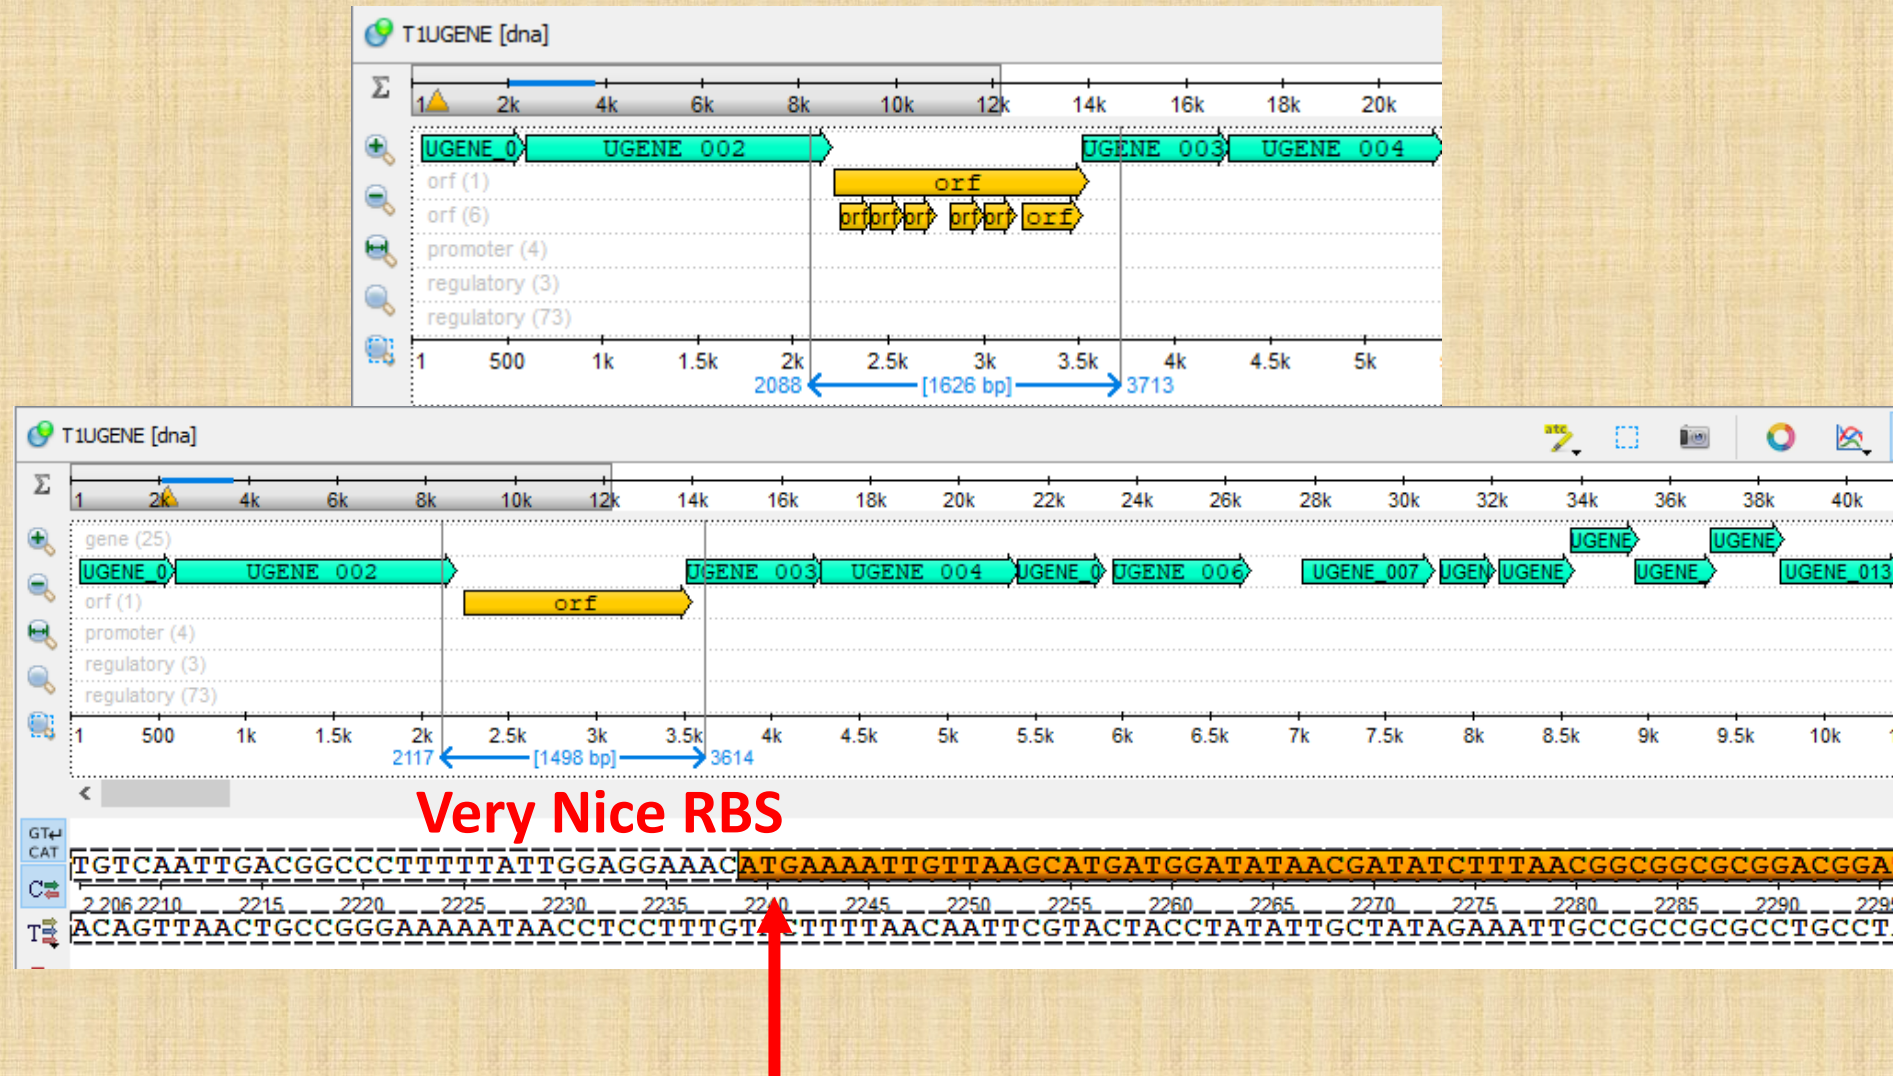 T1UGENE [dna]
Σ
1 2k 4k 6k 8k 10k 12k 14k 16k 18k 20k
UGENE_0 UGENE 002 UGENE 003 UGENE 004
orf (1) orf
orf (6) orf orf orf orf orf orf
promoter (4)
regulatory (3)
regulatory (73)
1 500 1k 1.5k 2k 2.5k 3k 3.5k 4k 4.5k 5k
2088 [1626 bp] 3713
T1UGENE [dna]
atc
Σ
1 2k 4k 6k 8k 10k 12k 14k 16k 18k 20k 22k 24k 26k 28k 30k 32k 34k 36k 38k 40k
gene (25) UGENE UGENE
UGENE_0 UGENE 002 UGENE 003 UGENE 004 UGENE_0 UGENE 006 UGENE_007 UGEN UGENE UGENE_ UGENE_013
orf (1) orf
promoter (4)
regulatory (3)
regulatory (73)
1 500 1k 1.5k 2k 2.5k 3k 3.5k 4k 4.5k 5k 5.5k 6k 6.5k 7k 7.5k 8k 8.5k 9k 9.5k 10k
2117 [1498 bp] 3614
Very Nice RBS
GT
CAT
TGTCAATTGACGGCCCTTTTTATTGGAGGAAACATGAAAATTGTTAAGCATGATGGATATAACGATATCTTTAACGGCGGCGCGGACGGA
C
2 206 2210 2215 2220 2225 2230 2235 2240 2245 2250 2255 2260 2265 2270 2275 2280 2285 2290 2295
T ACAGTTAACTGCCGGGAAAAATAACCTCCTTTGTACTTTTAACAATTCGTACTACCTATATTGCTATAGAAATTGCCGCCGCGCCTGCCT